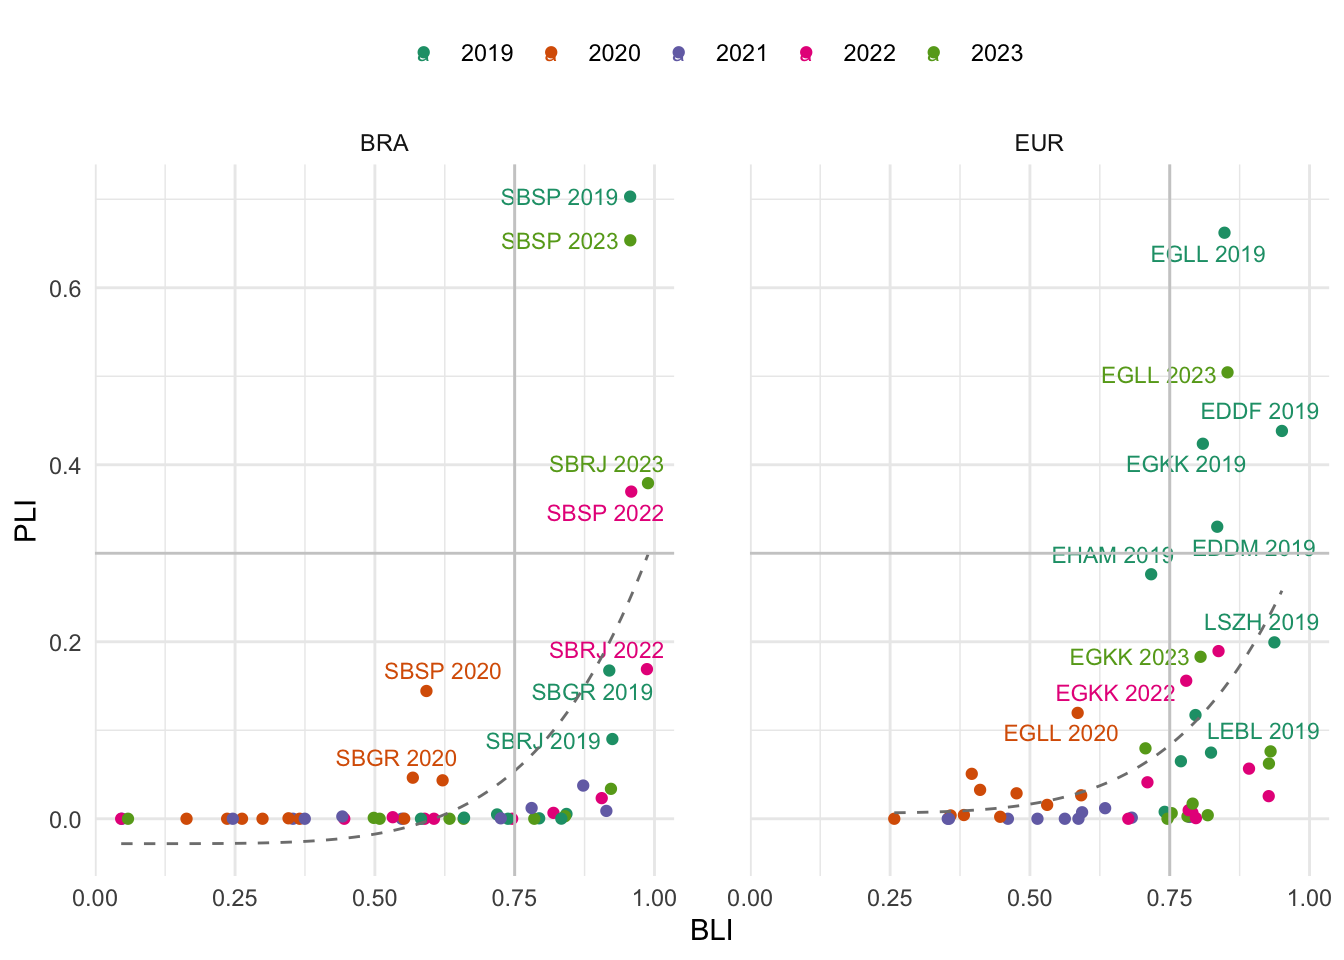 2019 2020 2021 2022 2023
BRA EUR
SBSP 2019
SBSP 2023
SBRJ 2023
SBSP 2022
SBRJ 2022
SBSP 2020
SBGR 2019
SBRJ 2019
SBGR 2020
EGLL 2019
EGLL 2023
EDDF 2019
EGKK 2019
EDDM 2019
EHAM 2019
LSZH 2019
EGKK 2023
EGKK 2022
EGLL 2020
LEBL 2019
0.6
0.4
0.2
0.0
PLI
0.00 0.25 0.50 0.75 1.00 0.00 0.25 0.50 0.75 1.00
BLI